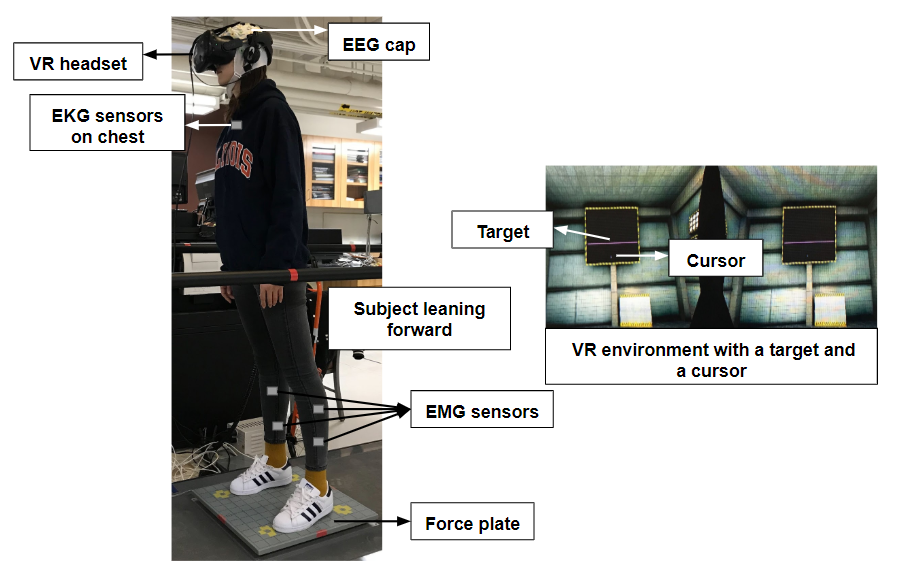 EEG cap
VR headset
EKG sensors
on chest
Target
Cursor
Subject leaning
forward
VR environment with a target and
a cursor
EMG sensors
Force plate